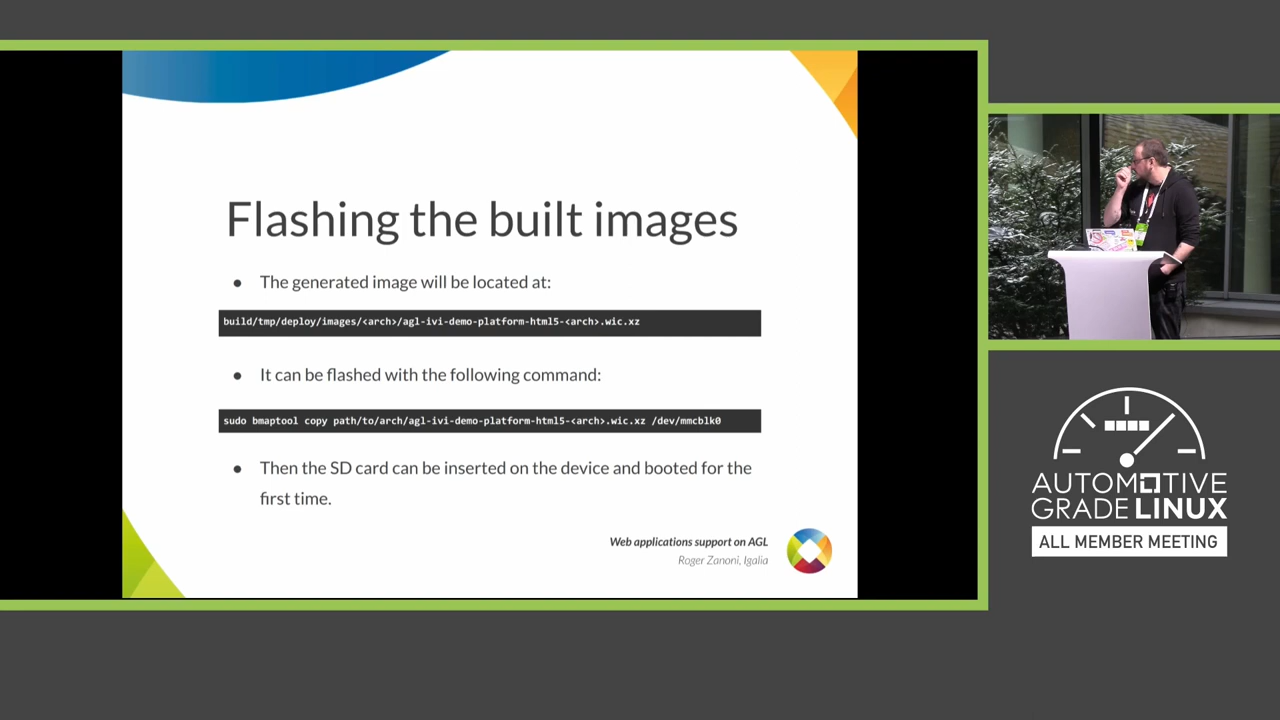 Flashing the built images
● The generated image will be located at:
build/tmp/deploy/images/<arch>/agl-ivi-demo-platform-html5-<arch>.wic.xz
● It can be flashed with the following command:
sudo bmaptool copy path/to/arch/agl-ivi-demo-platform-html5-<arch>.wic.xz /dev/mmcblk0
● Then the SD card can be inserted on the device and booted for the
first time.
Web applications support on AGL
Roger Zanoni, Igalia
AUTOMOTIVE
GRADE LINUX
ALL MEMBER MEETING